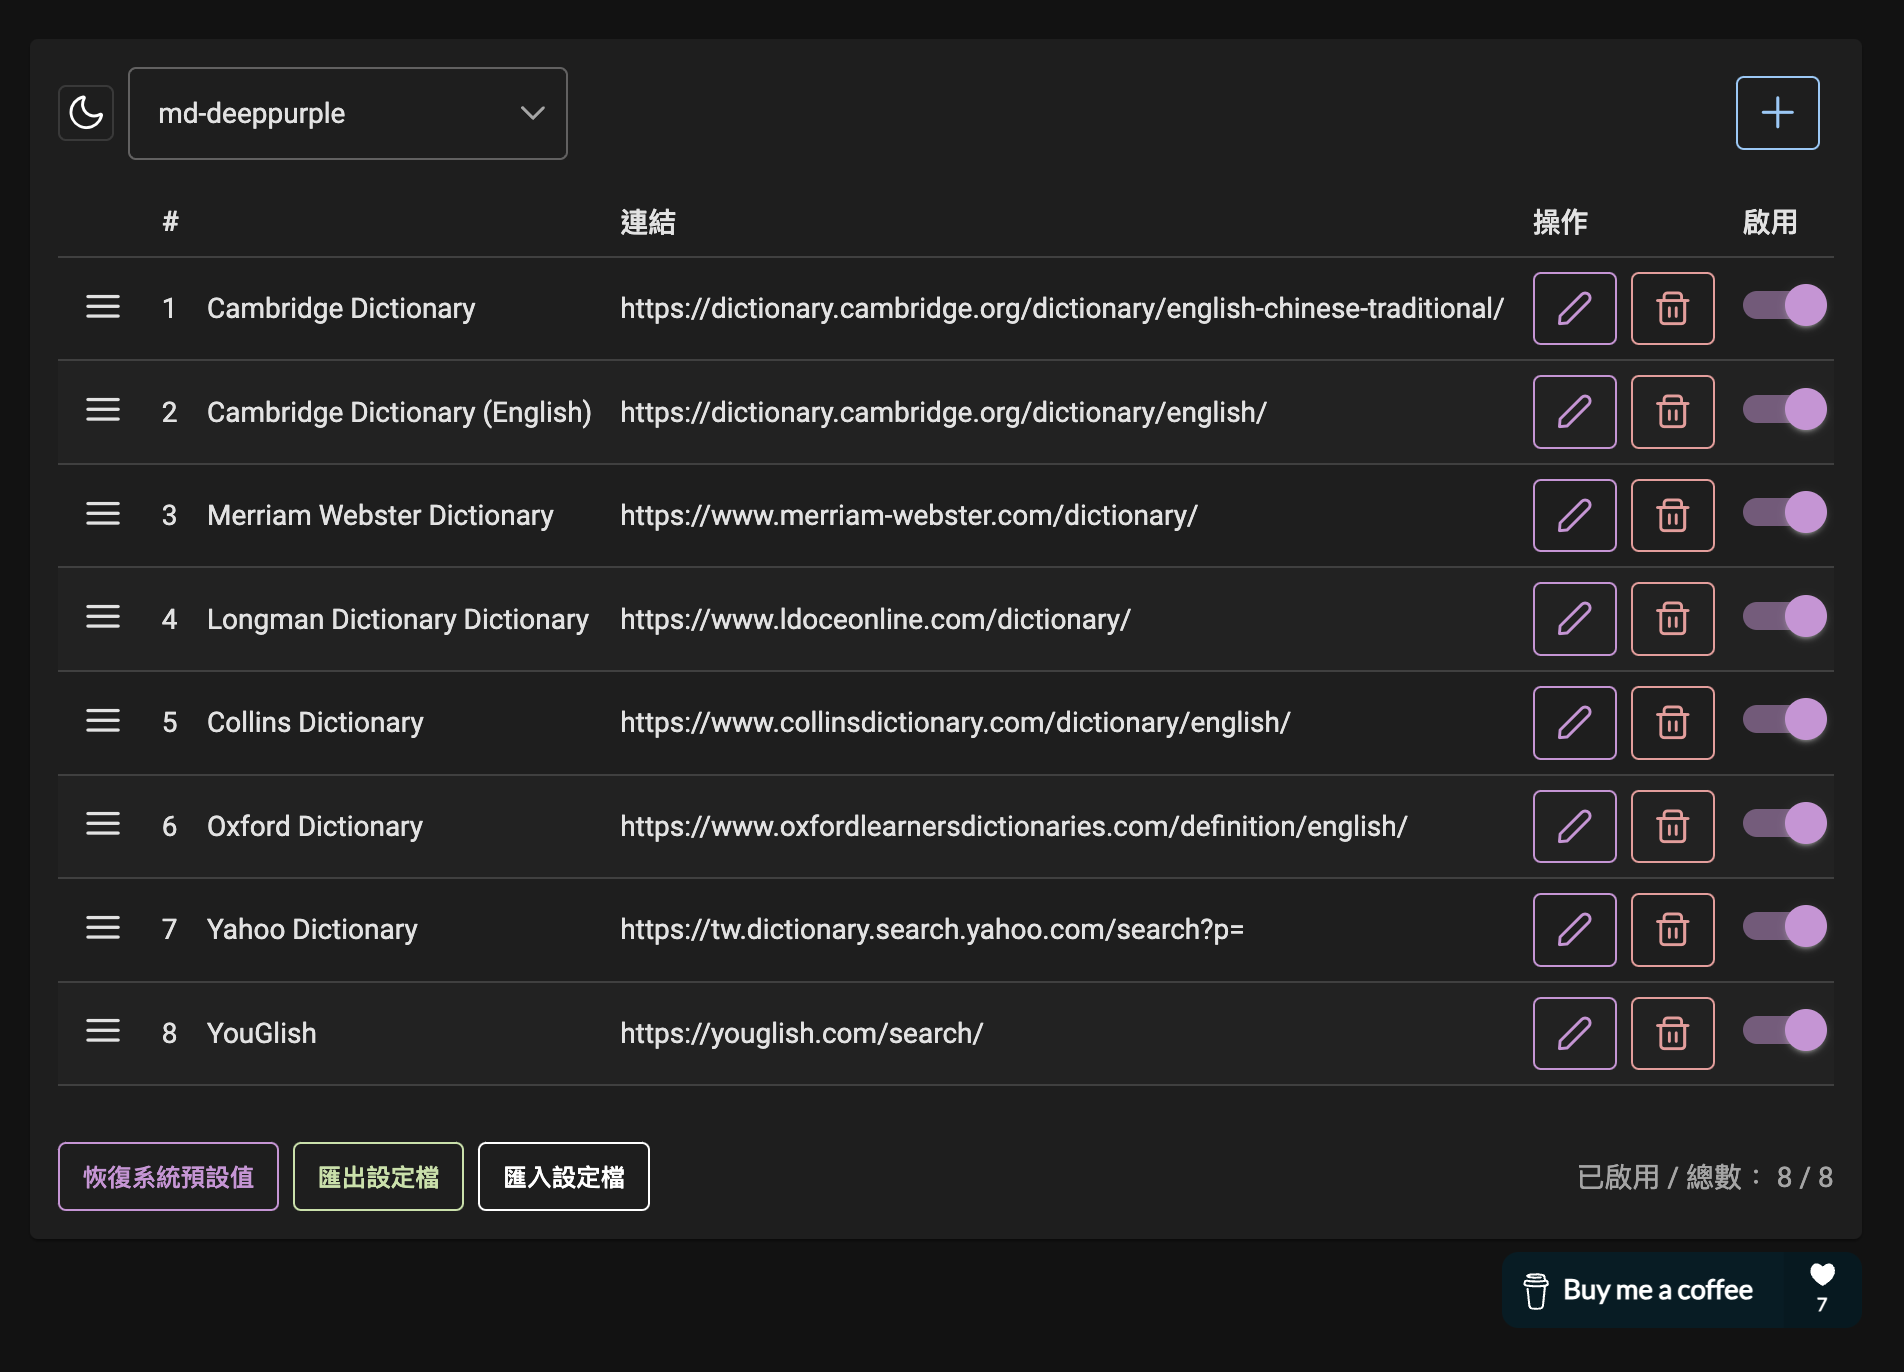 md-deeppurple
# 連結 操作 啟用
1 Cambridge Dictionary https://dictionary.cambridge.org/dictionary/english-chinese-traditional/
2 Cambridge Dictionary (English) https://dictionary.cambridge.org/dictionary/english/
3 Merriam Webster Dictionary https://www.merriam-webster.com/dictionary/
4 Longman Dictionary Dictionary https://www.ldoceonline.com/dictionary/
5 Collins Dictionary https://www.collinsdictionary.com/dictionary/english/
6 Oxford Dictionary https://www.oxfordlearnersdictionaries.com/definition/english/
7 Yahoo Dictionary https://tw.dictionary.search.yahoo.com/search?p=
8 YouGlish https://youglish.com/search/
恢復系統預設值 匯出設定檔 匯入設定檔 已啟用 / 總數： 8 / 8
Buy me a coffee 7